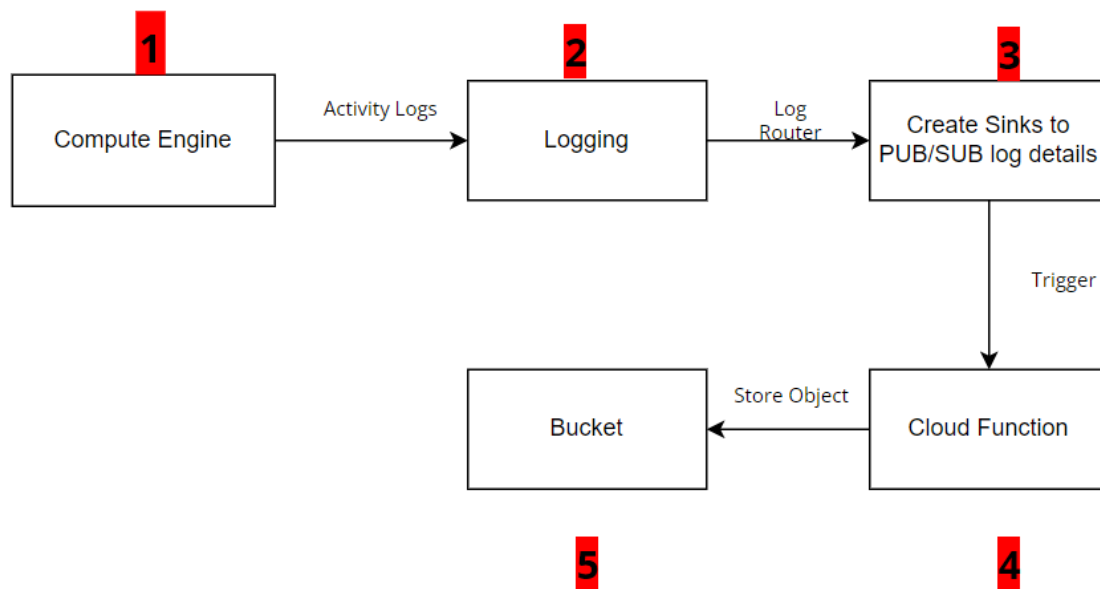 1
2
3
Compute Engine
Activity Logs
Logging
Log
Router
Create Sinks to
PUB/SUB log details
Trigger
Bucket
Store Object
Cloud Function
5
4